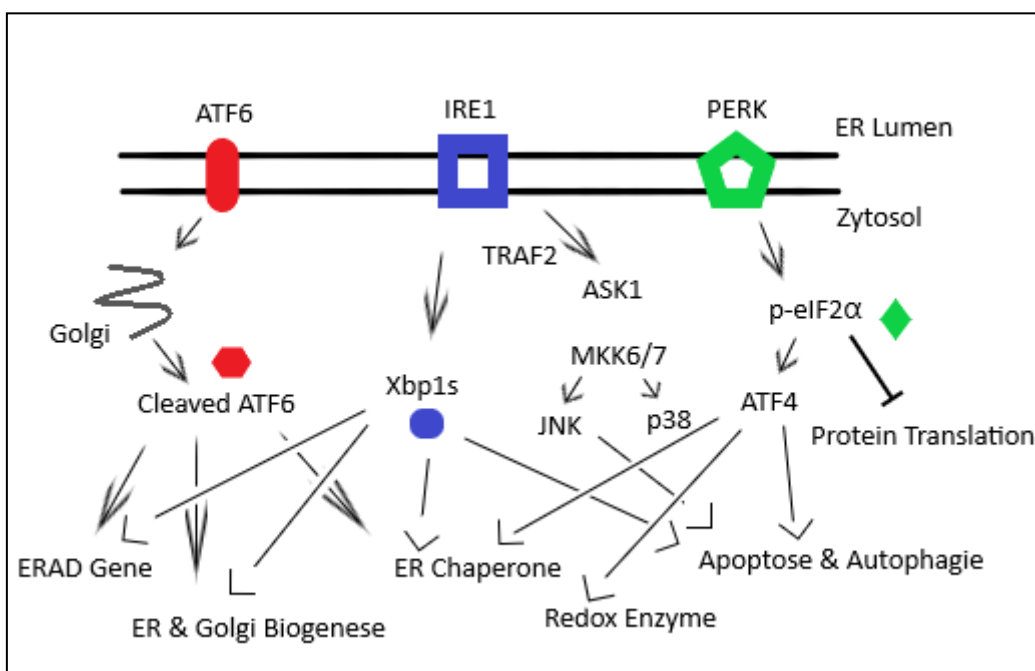 ATF6
IRE1
PERK
ER Lumen
Zytosol
TRAF2
ASK1
p-eIF2α
Golgi
MKK6/7
Xbp1s
Cleaved ATF6
JNK
p38
ATF4
Protein Translation
ERAD Gene
ER Chaperone
Apoptose & Autophagie
ER & Golgi Biogenese
Redox Enzyme